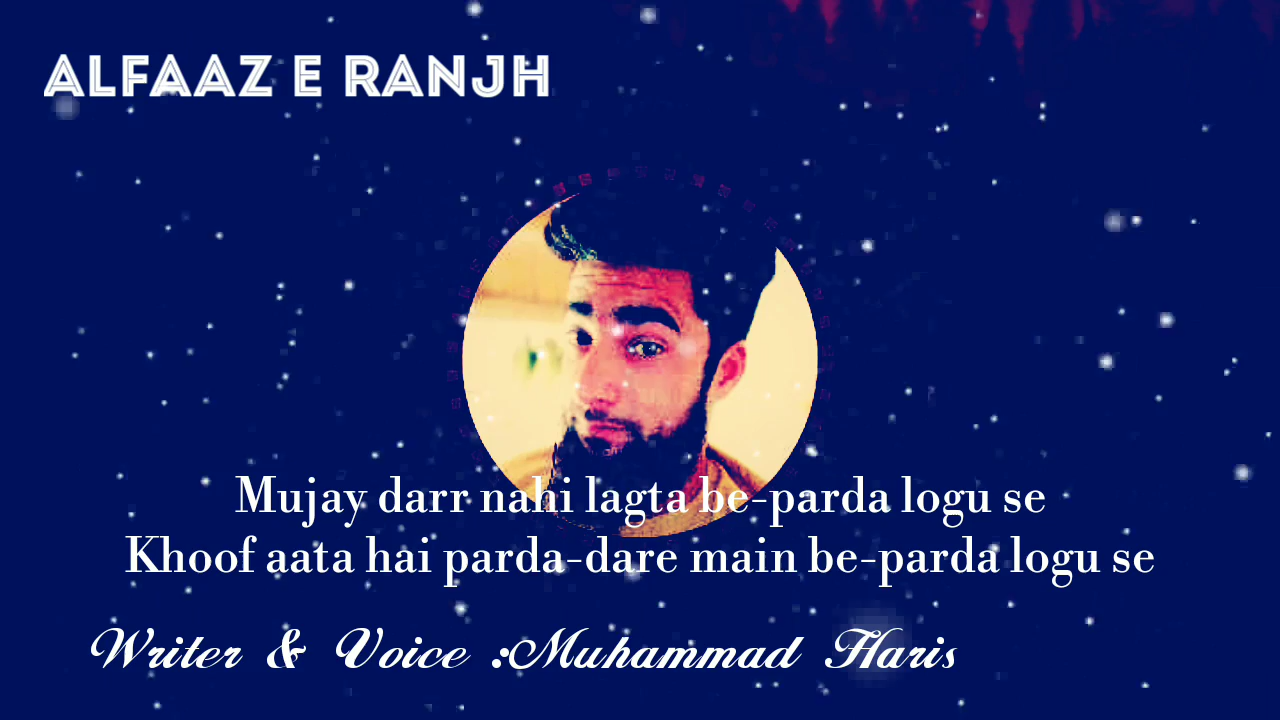 ALFAAZ E RANJH
Mujay darr nahi lagta be-parda logu se
Khoof aata hai parda-dare main be-parda logu se
Writer & Voice :Muhammad Haris